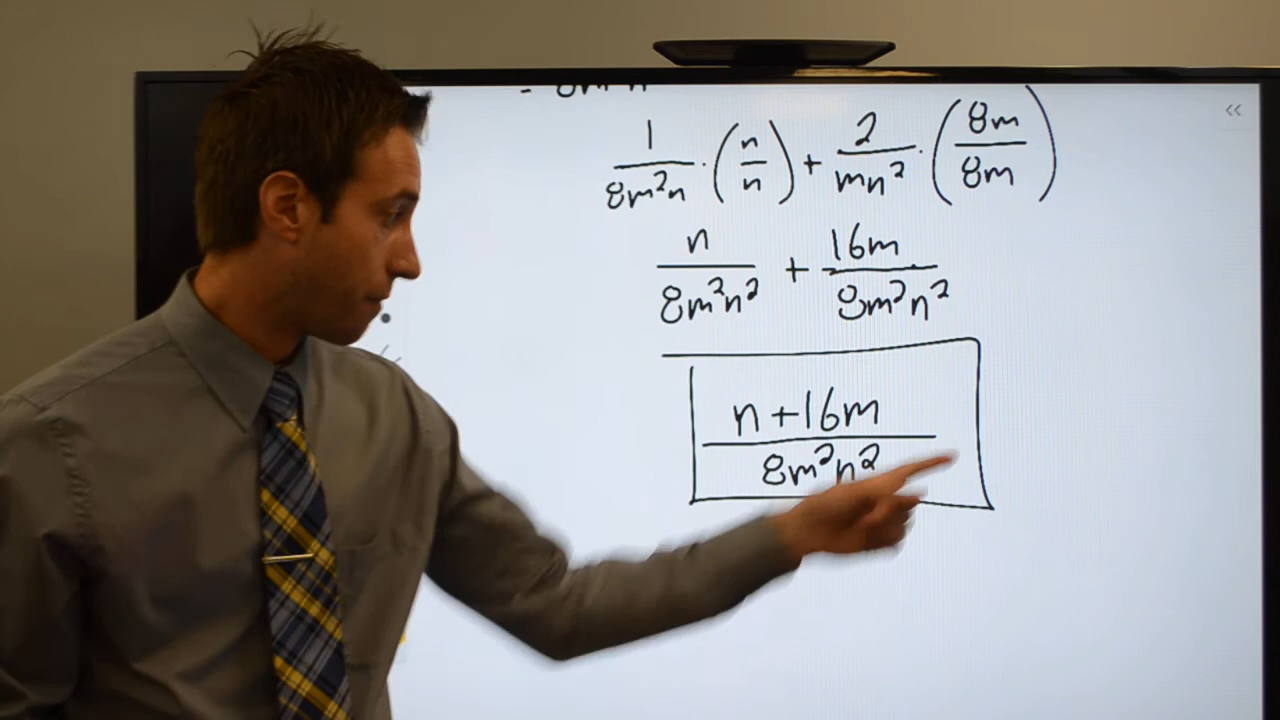 1/8m²n · (n/n) + 2/mn² · (8m/8m)
n/8m²n² + 16m/8m²n²
n+16m/8m²n²